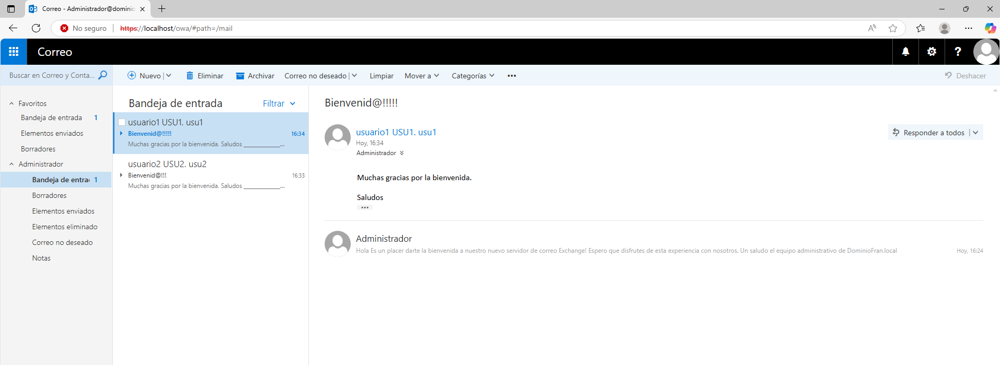 Correo - Administrador@dominio
No seguro https://localhost/owa/#path=/mail
Correo
Buscar en Correo y Conta...
Nuevo Eliminar Archivar Correo no deseado Limpiar Mover a Categorías ••• Deshacer
Favoritos
Bandeja de entrada 1
Elementos enviados
Borradores
Administrador
Bandeja de entrad 1
Borradores
Elementos enviados
Elementos eliminado
Correo no deseado
Notas
Bandeja de entrada Filtrar
usuario1 USU1. usu1
Bienvenid@!!!!! 16:34
Muchas gracias por la bienvenida. Saludos ____________...
usuario2 USU2. usu2
Bienvenid@!!! 16:33
Muchas gracias por la bienvenida. Saludos ____________...
Bienvenid@!!!!!
usuario1 USU1. usu1
Hoy, 16:34
Administrador
Responder a todos
Muchas gracias por la bienvenida.
Saludos
•••
Administrador
Hola Es un placer darte la bienvenida a nuestro nuevo servidor de correo Exchange! Espero que disfrutes de esta experiencia con nosotros. Un saludo el equipo administrativo de DominioFran.local Hoy, 16:24